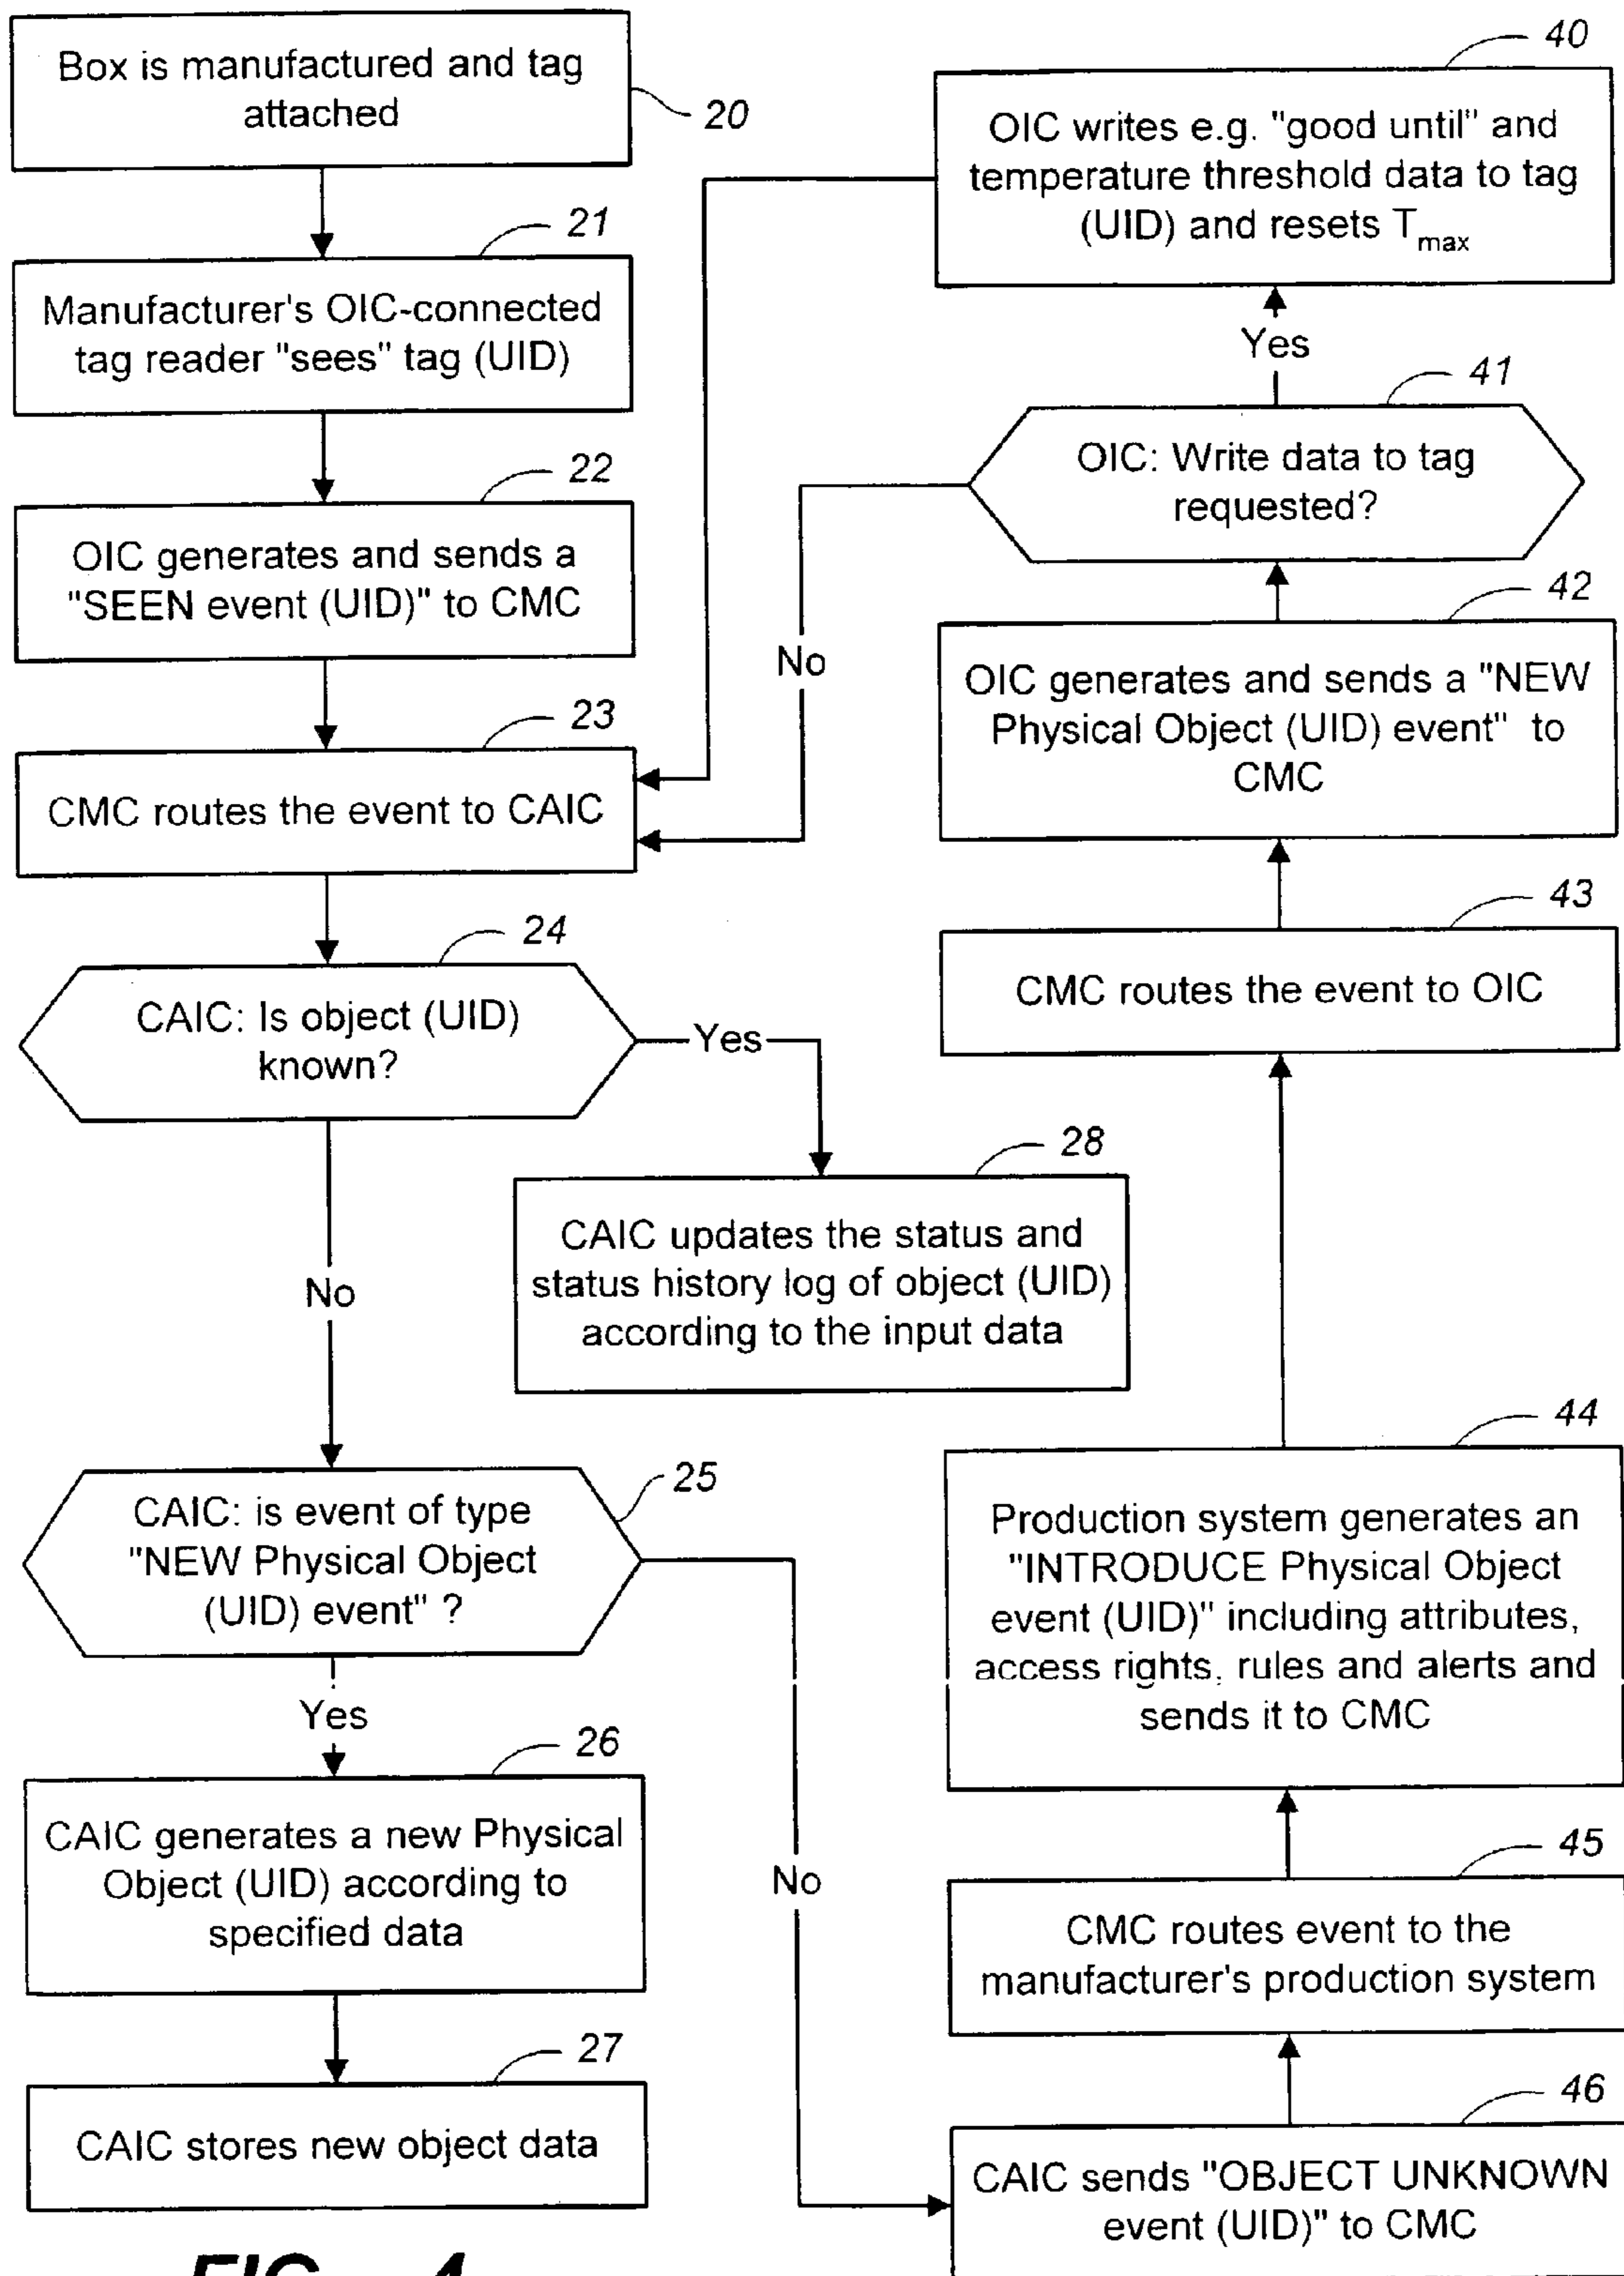 Box is manufactured and tag
attached
20
21
Manufacturer's OIC-connected
tag reader "sees" tag (UID)
22
OIC generates and sends a
"SEEN event (UID)" to CMC
23
CMC routes the event to CAIC
24
CAIC: Is object (UID)
known?
Yes
28
CAIC updates the status and
status history log of object (UID)
according to the input data
No
25
CAIC: is event of type
"NEW Physical Object
(UID) event" ?
Yes
No
26
CAIC generates a new Physical
Object (UID) according to
specified data
27
CAIC stores new object data
40
OIC writes e.g. "good until" and
temperature threshold data to tag
(UID) and resets Tmax
Yes
41
OIC: Write data to tag
requested?
No
42
OIC generates and sends a "NEW
Physical Object (UID) event" to
CMC
43
CMC routes the event to OIC
44
Production system generates an
"INTRODUCE Physical Object
event (UID)" including attributes,
access rights, rules and alerts and
sends it to CMC
45
CMC routes event to the
manufacturer's production system
46
CAIC sends "OBJECT UNKNOWN
event (UID)" to CMC